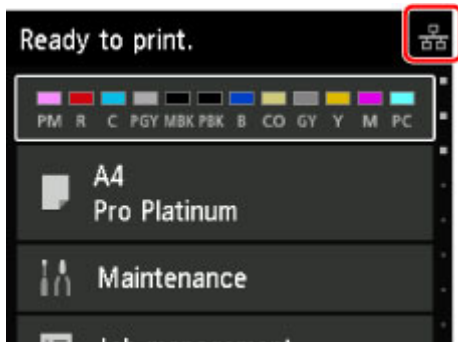 Ready to print.
PM R C PGY MBK PBK B CO GY Y M PC
A4
Pro Platinum
Maintenance